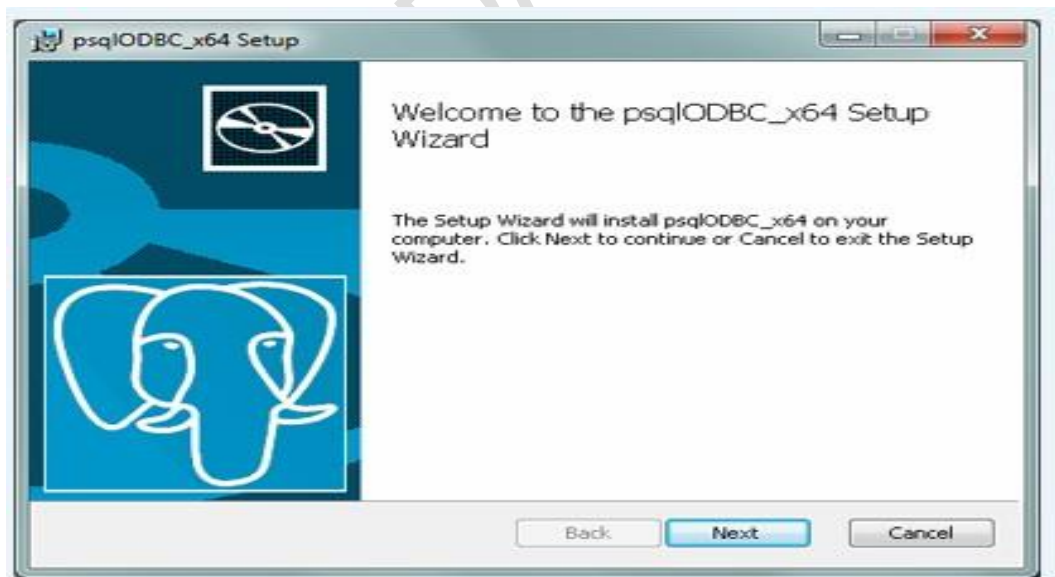 psqlODBC_x64 Setup
Welcome to the psqlODBC_x64 Setup
Wizard
The Setup Wizard will install psqlODBC_x64 on your
computer. Click Next to continue or Cancel to exit the Setup
Wizard.
Back
Next
Cancel